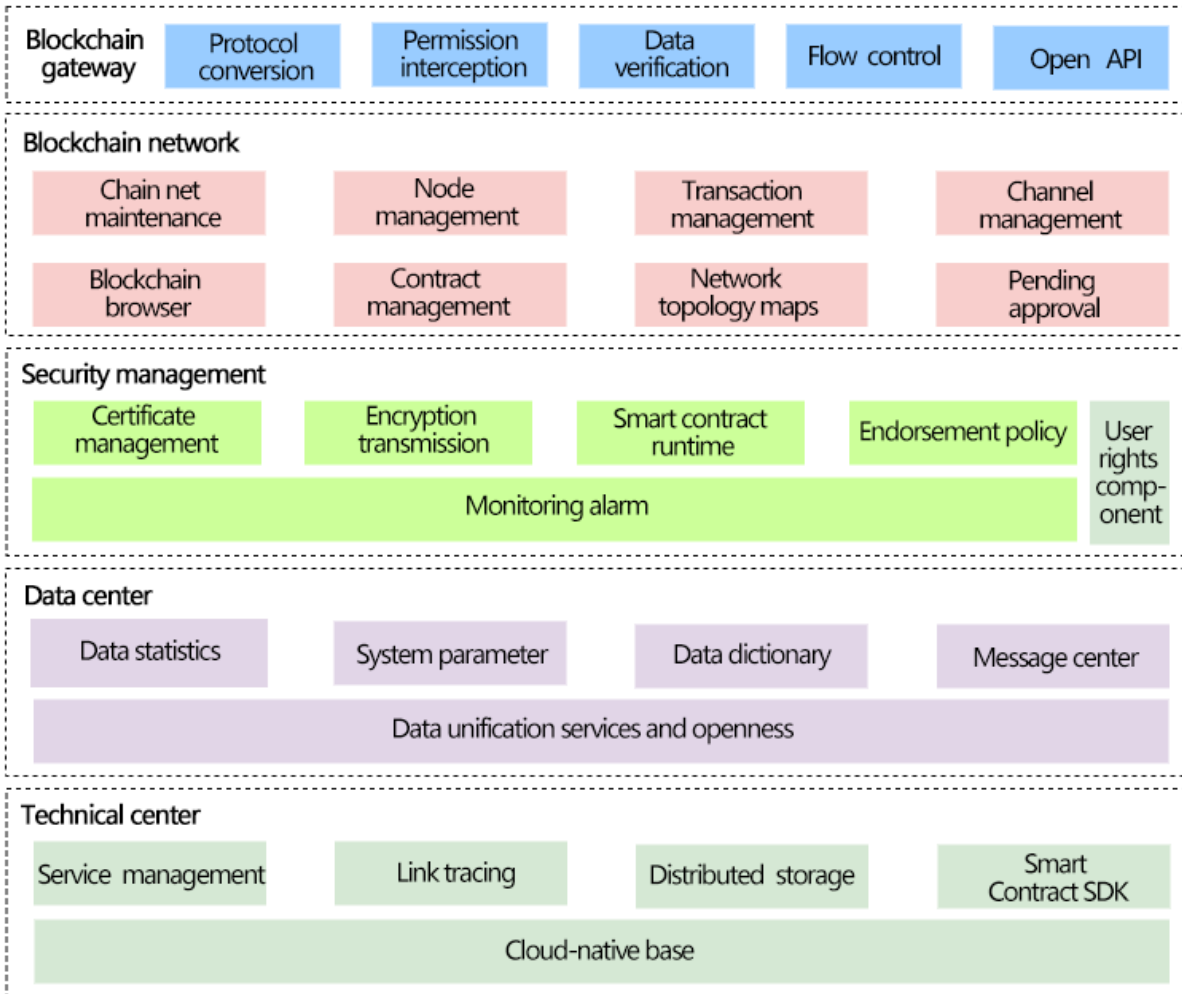 Blockchain
gateway
Protocol
conversion
Permission
interception
Data
verification
Flow control
Open API
Blockchain network
Chain net
maintenance
Node
management
Transaction
management
Channel
management
Blockchain
browser
Contract
management
Network
topology maps
Pending
approval
Security management
Certificate
management
Encryption
transmission
Smart contract
runtime
Endorsement policy
User
rights
comp-
onent
Monitoring alarm
Data center
Data statistics
System parameter
Data dictionary
Message center
Data unification services and openness
Technical center
Service management
Link tracing
Distributed storage
Smart
Contract SDK
Cloud-native base